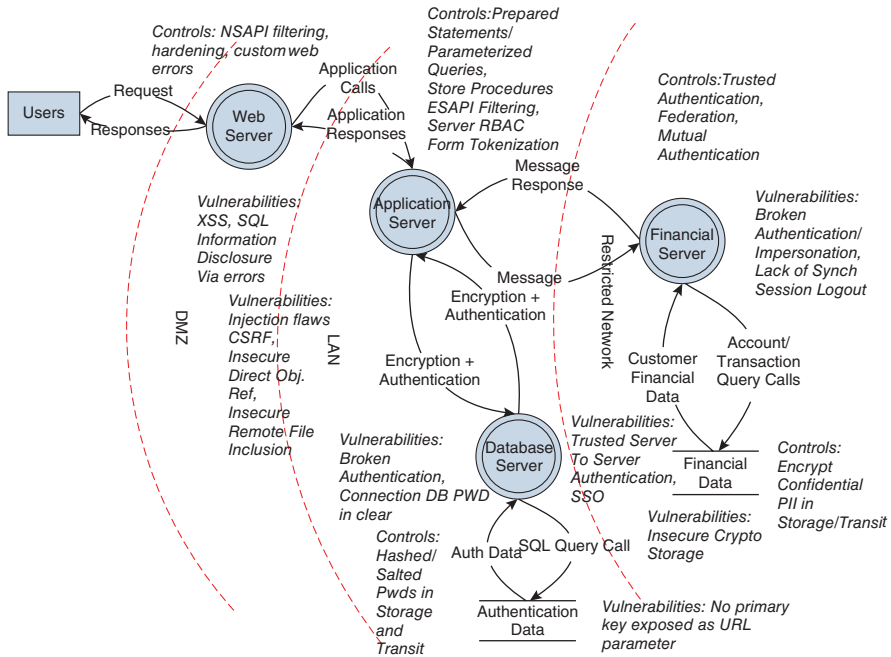 Controls: NSAPI filtering,
hardening, custom web
errors
Controls:Prepared
Statements/
Parameterized
Queries,
Store Procedures
ESAPI Filtering,
Server RBAC
Form Tokenization
Controls:Trusted
Authentication,
Federation,
Mutual
Authentication
Users
Request
Responses
Web
Server
Application
Calls
Application
Responses
Message
Response
Application
Server
Message
Financial
Server
Vulnerabilities:
XSS, SQL
Information
Disclosure
Via errors
Vulnerabilities:
Broken
Authentication/
Impersonation,
Lack of Synch
Session Logout
DMZ
LAN
Restricted Network
Vulnerabilities:
Injection flaws
CSRF,
Insecure
Direct Obj.
Ref,
Insecure
Remote File
Inclusion
Encryption +
Authentication
Encryption +
Authentication
Customer
Financial
Data
Account/
Transaction
Query Calls
Vulnerabilities:
Broken
Authentication,
Connection DB PWD
in clear
Database
Server
Vulnerabilities:
Trusted Server
To Server
Authentication,
SSO
Financial
Data
Controls:
Encrypt
Confidential
PII in
Storage/Transit
Vulnerabilities:
Insecure Crypto
Storage
Controls:
Hashed/
Salted
Pwds in
Storage
and
Transit
Auth Data
SQL Query Call
Authentication
Data
Vulnerabilities: No primary
key exposed as URL
parameter